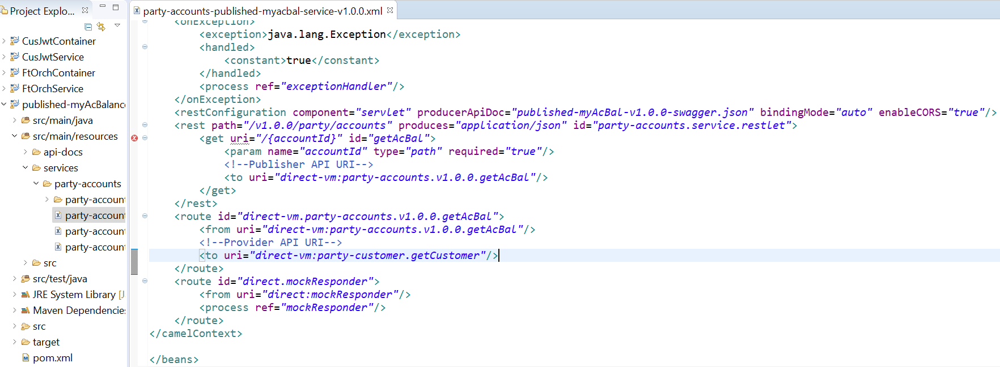 Project Explo...
CusJwtContainer
CusJwtService
FtOrchContainer
FtOrchService
published-myAcBalanc
src/main/java
src/main/resources
api-docs
services
party-accounts
party-accoun
party-accoun
party-accoun
party-accoun
src
src/test/java
JRE System Library [J
Maven Dependencies
src
target
pom.xml
party-accounts-published-myacbal-service-v1.0.0.xml
<onException>
<exception>java.lang.Exception</exception>
<handled>
<constant>true</constant>
</handled>
<process ref="exceptionHandler"/>
</onException>
<restConfiguration component="servlet" producerApiDoc="published-myAcBal-v1.0.0-swagger.json" bindingMode="auto" enableCORS="true"/>
<rest path="/v1.0.0/party/accounts" produces="application/json" id="party-accounts.service.restlet">
<get uri="/{accountId}" id="getAcBal">
<param name="accountId" type="path" required="true"/>
<!--Publisher API URI-->
<to uri="direct-vm:party-accounts.v1.0.0.getAcBal"/>
</get>
</rest>
<route id="direct-vm.party-accounts.v1.0.0.getAcBal">
<from uri="direct-vm:party-accounts.v1.0.0.getAcBal"/>
<!--Provider API URI-->
<to uri="direct-vm:party-customer.getCustomer"/>
</route>
<route id="direct.mockResponder">
<from uri="direct:mockResponder"/>
<process ref="mockResponder"/>
</route>
</camelContext>
</beans>